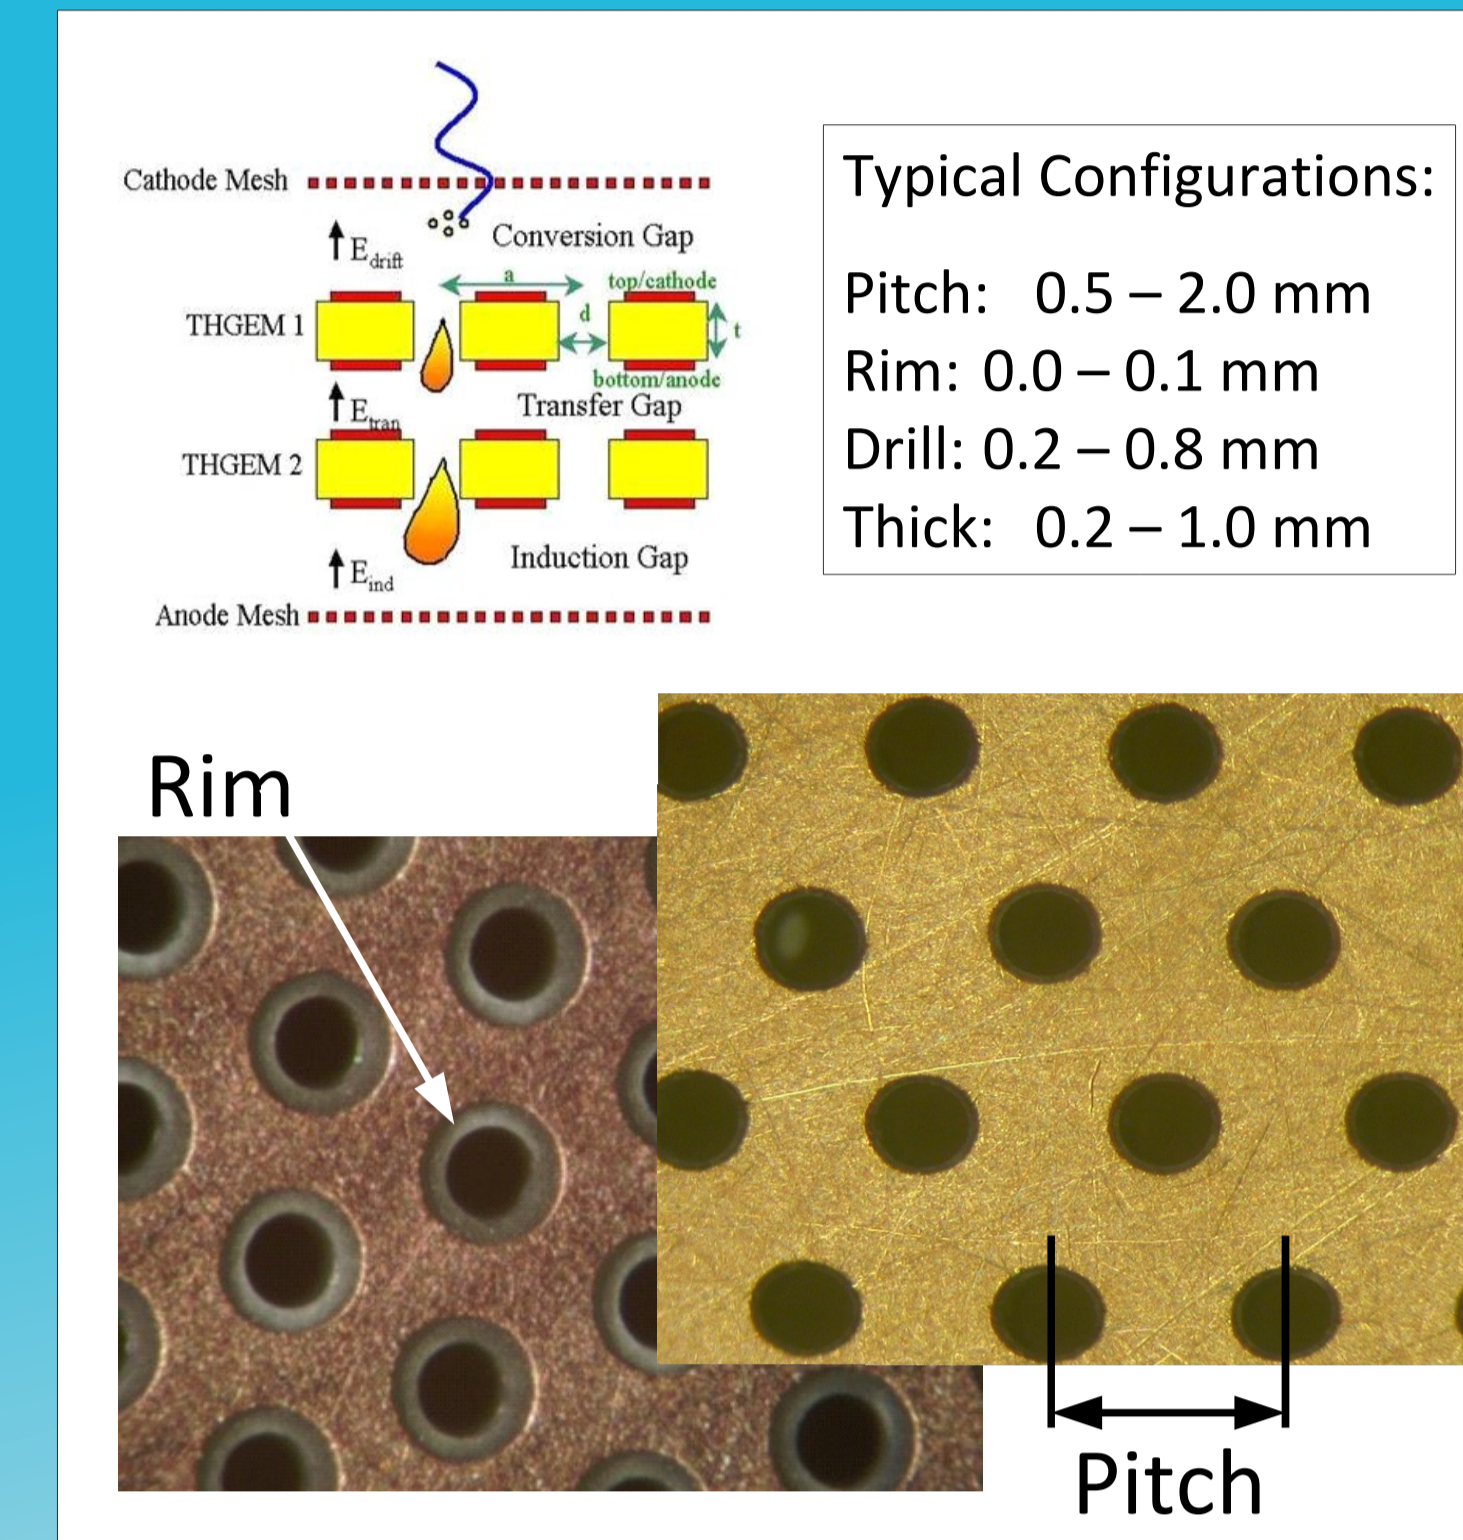 Cathode Mesh
E drift
Conversion Gap
a
top/cathode
THGEM 1
d
t
bottom/anode
E tran
Transfer Gap
THGEM 2
E ind
Induction Gap
Anode Mesh
Typical Configurations:
Pitch: 0.5 – 2.0 mm
Rim: 0.0 – 0.1 mm
Drill: 0.2 – 0.8 mm
Thick: 0.2 – 1.0 mm
Rim
Pitch